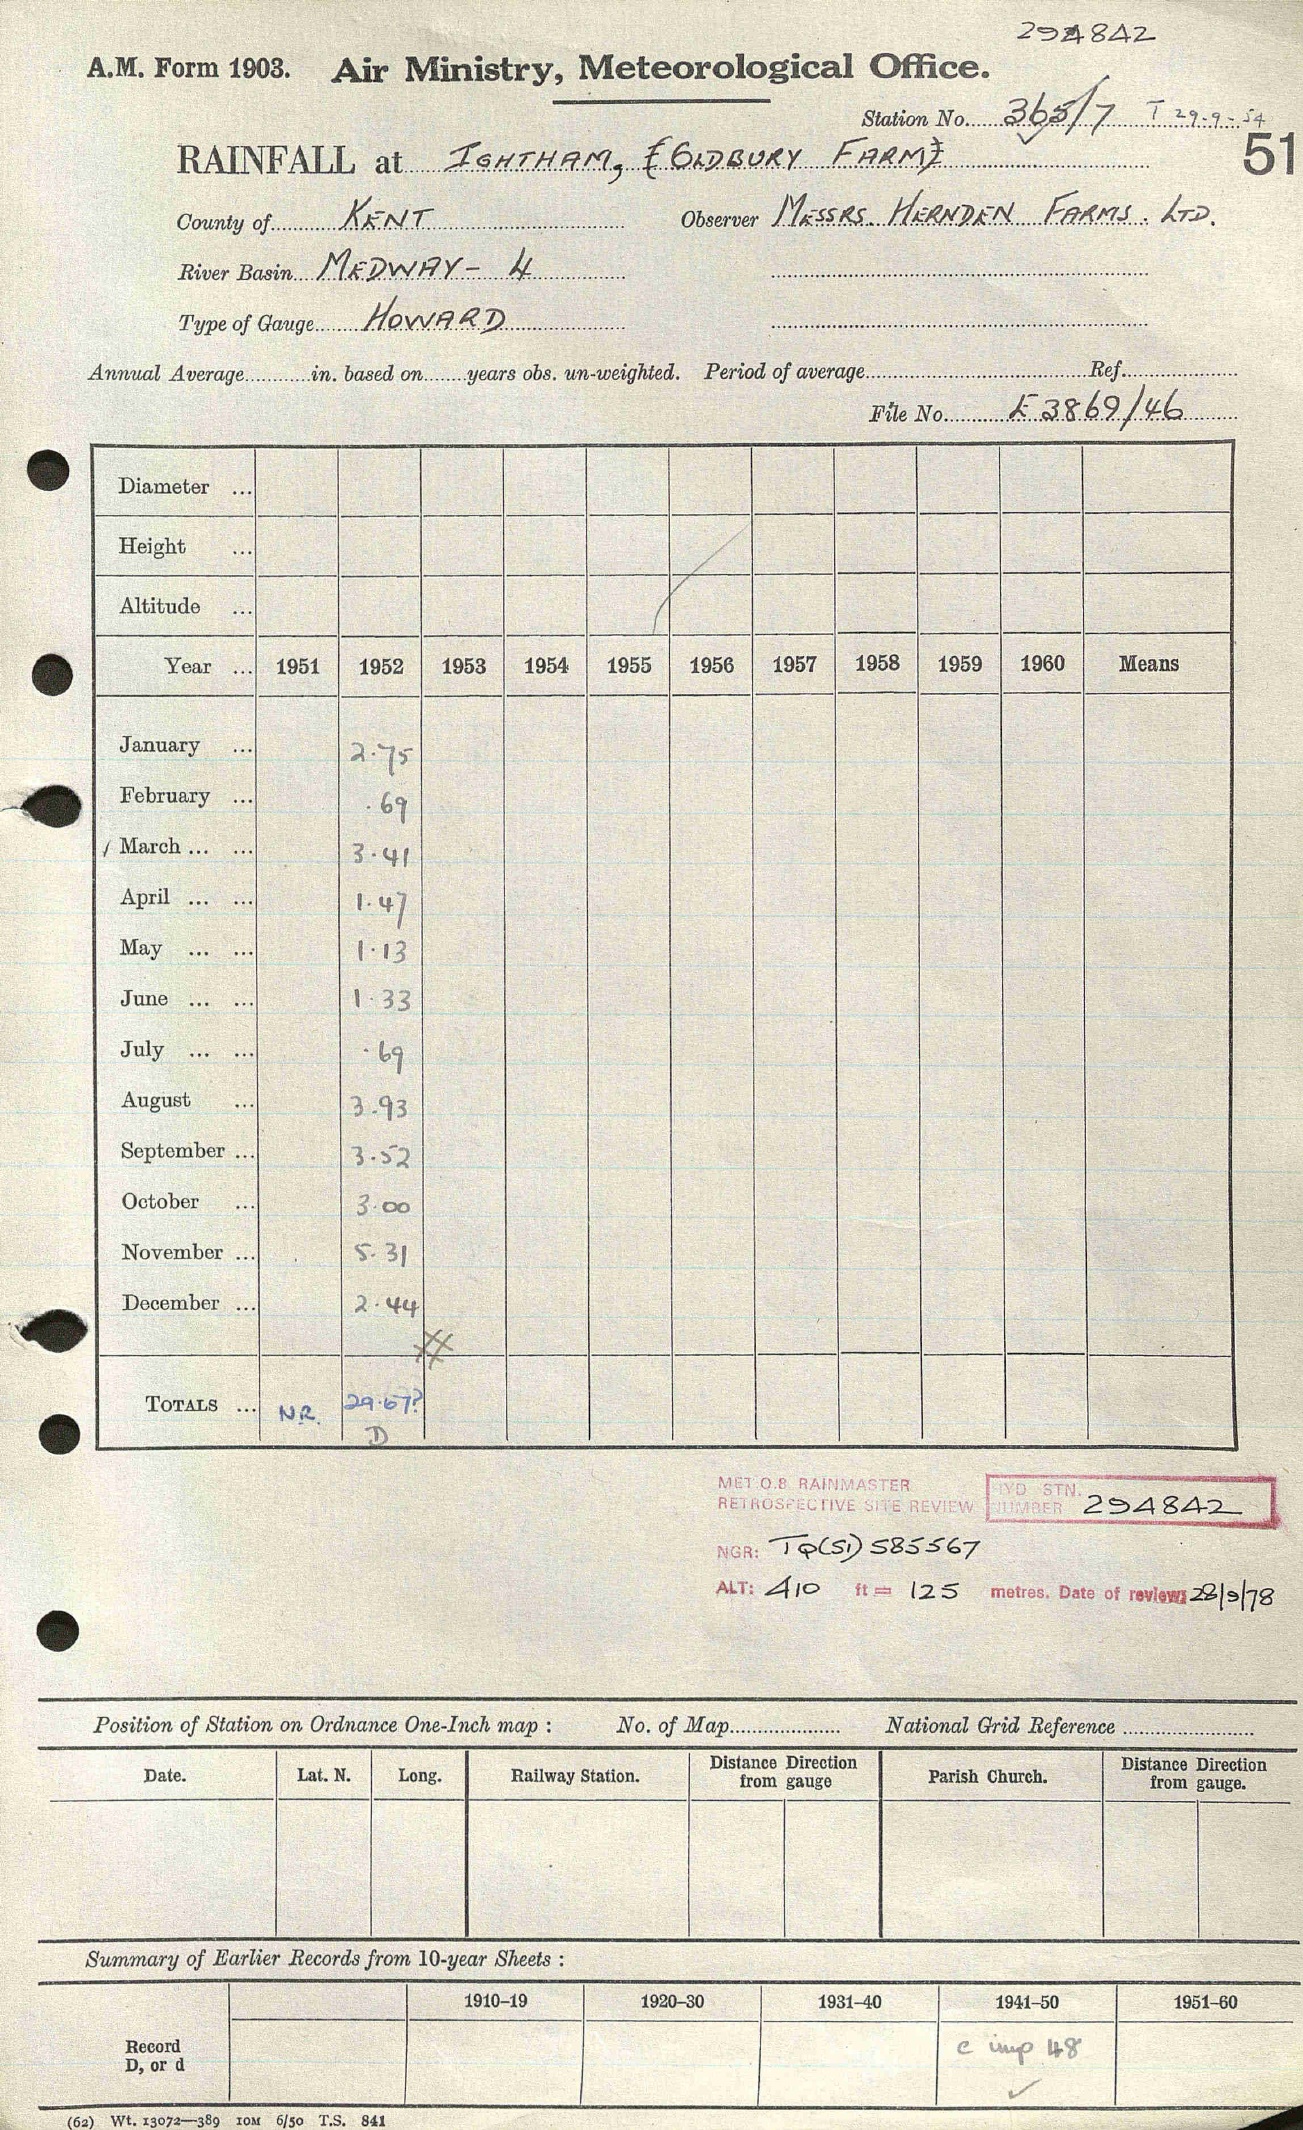 294842
A.M. Form 1903. Air Ministry, Meteorological Office.
Station No. 365/7 T 29-9-54
51
RAINFALL at IGHTHAM, {OLDBURY FARM}
County of KENT Observer MESSRS. HERNDEN FARMS. LTD.
River Basin MEDWAY - 4
Type of Gauge HOWARD
Annual Average............in. based on........years obs. un-weighted. Period of average............Ref............
File No. E3869/46
Diameter ...
Height ...
Altitude ...
Year ... 1951 1952 1953 1954 1955 1956 1957 1958 1959 1960 Means
January ... 2.75
February ... .69
/ March ... ... 3.41
April ... ... 1.47
May ... ... 1.13
June ... ... 1.33
July ... ... .69
August ... 3.93
September ... 3.52
October ... 3.00
November ... 5.31
December ... 2.44
TOTALS ... N.R. 29.67?
D
MET O.8 RAINMASTER
RETROSPECTIVE SITE REVIEW
HYD STN. NUMBER 294842
NGR: TQ(51)585567
ALT: 410 ft = 125 metres. Date of review: 28/9/78
Position of Station on Ordnance One-Inch map : No. of Map.................... National Grid Reference ........................
Date. Lat. N. Long. Railway Station. Distance Direction from gauge Parish Church. Distance Direction from gauge.
Summary of Earlier Records from 10-year Sheets :
1910–19 1920–30 1931–40 1941–50 1951–60
Record
D, or d
c imp 48
(62) Wt. 13072—389 10M 6/50 T.S. 841